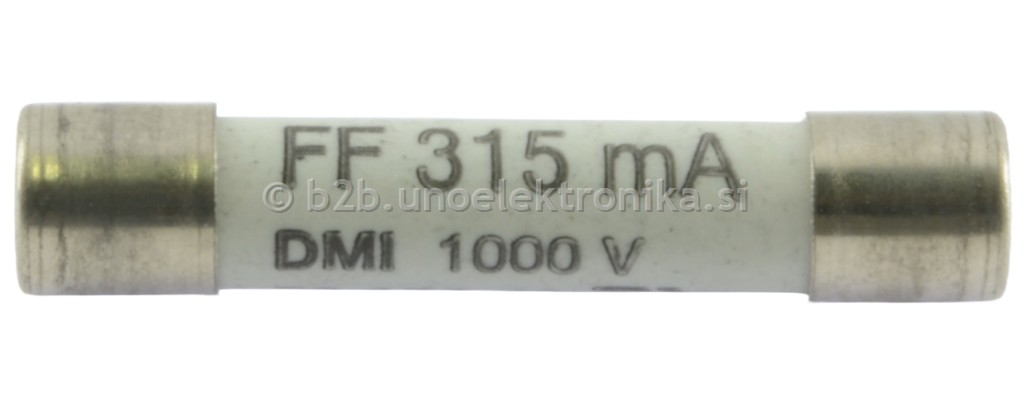 FF 315 mA
© b2b.unoelektronika.si
DMI 1000 V